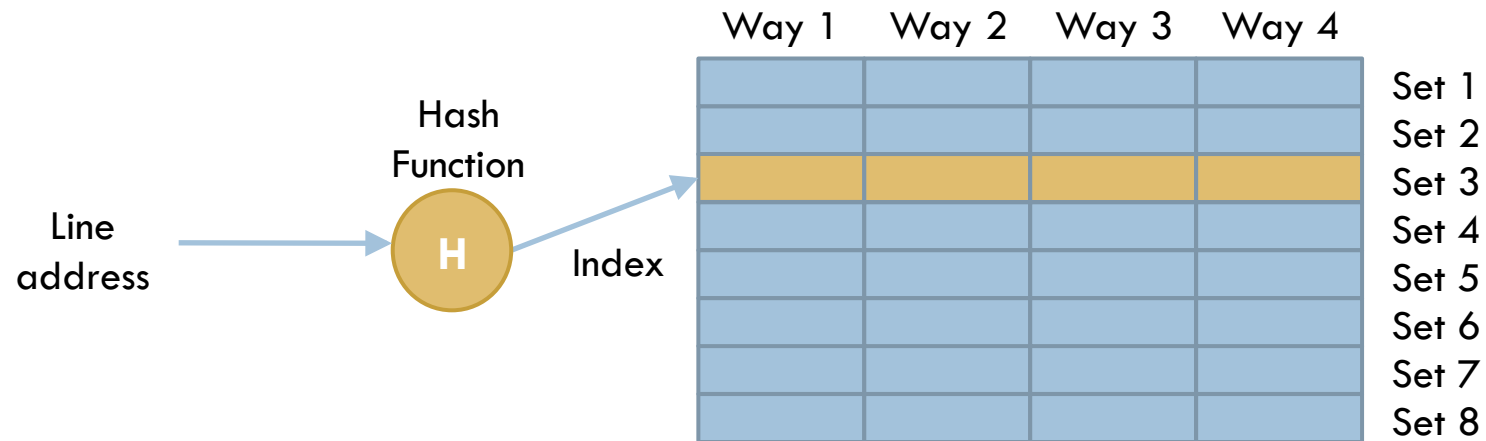 Way 1 Way 2 Way 3 Way 4
Set 1
Set 2
Set 3
Set 4
Set 5
Set 6
Set 7
Set 8
Hash
Function
H
Line
address
Index